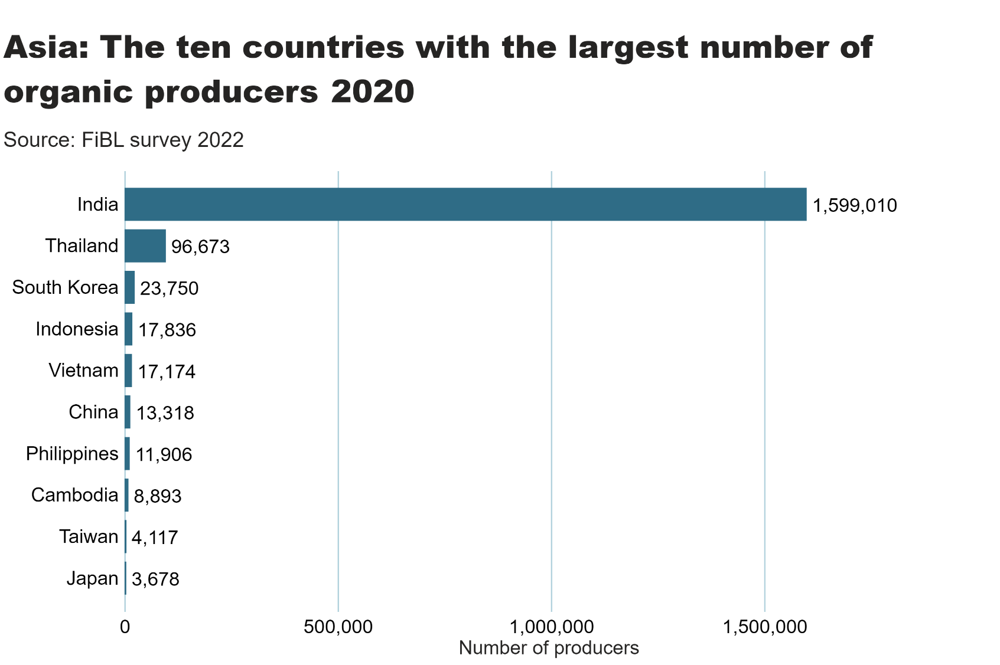 Asia: The ten countries with the largest number of
organic producers 2020
Source: FiBL survey 2022
India 1,599,010
Thailand 96,673
South Korea 23,750
Indonesia 17,836
Vietnam 17,174
China 13,318
Philippines 11,906
Cambodia 8,893
Taiwan 4,117
Japan 3,678
0 500,000 1,000,000 1,500,000
Number of producers